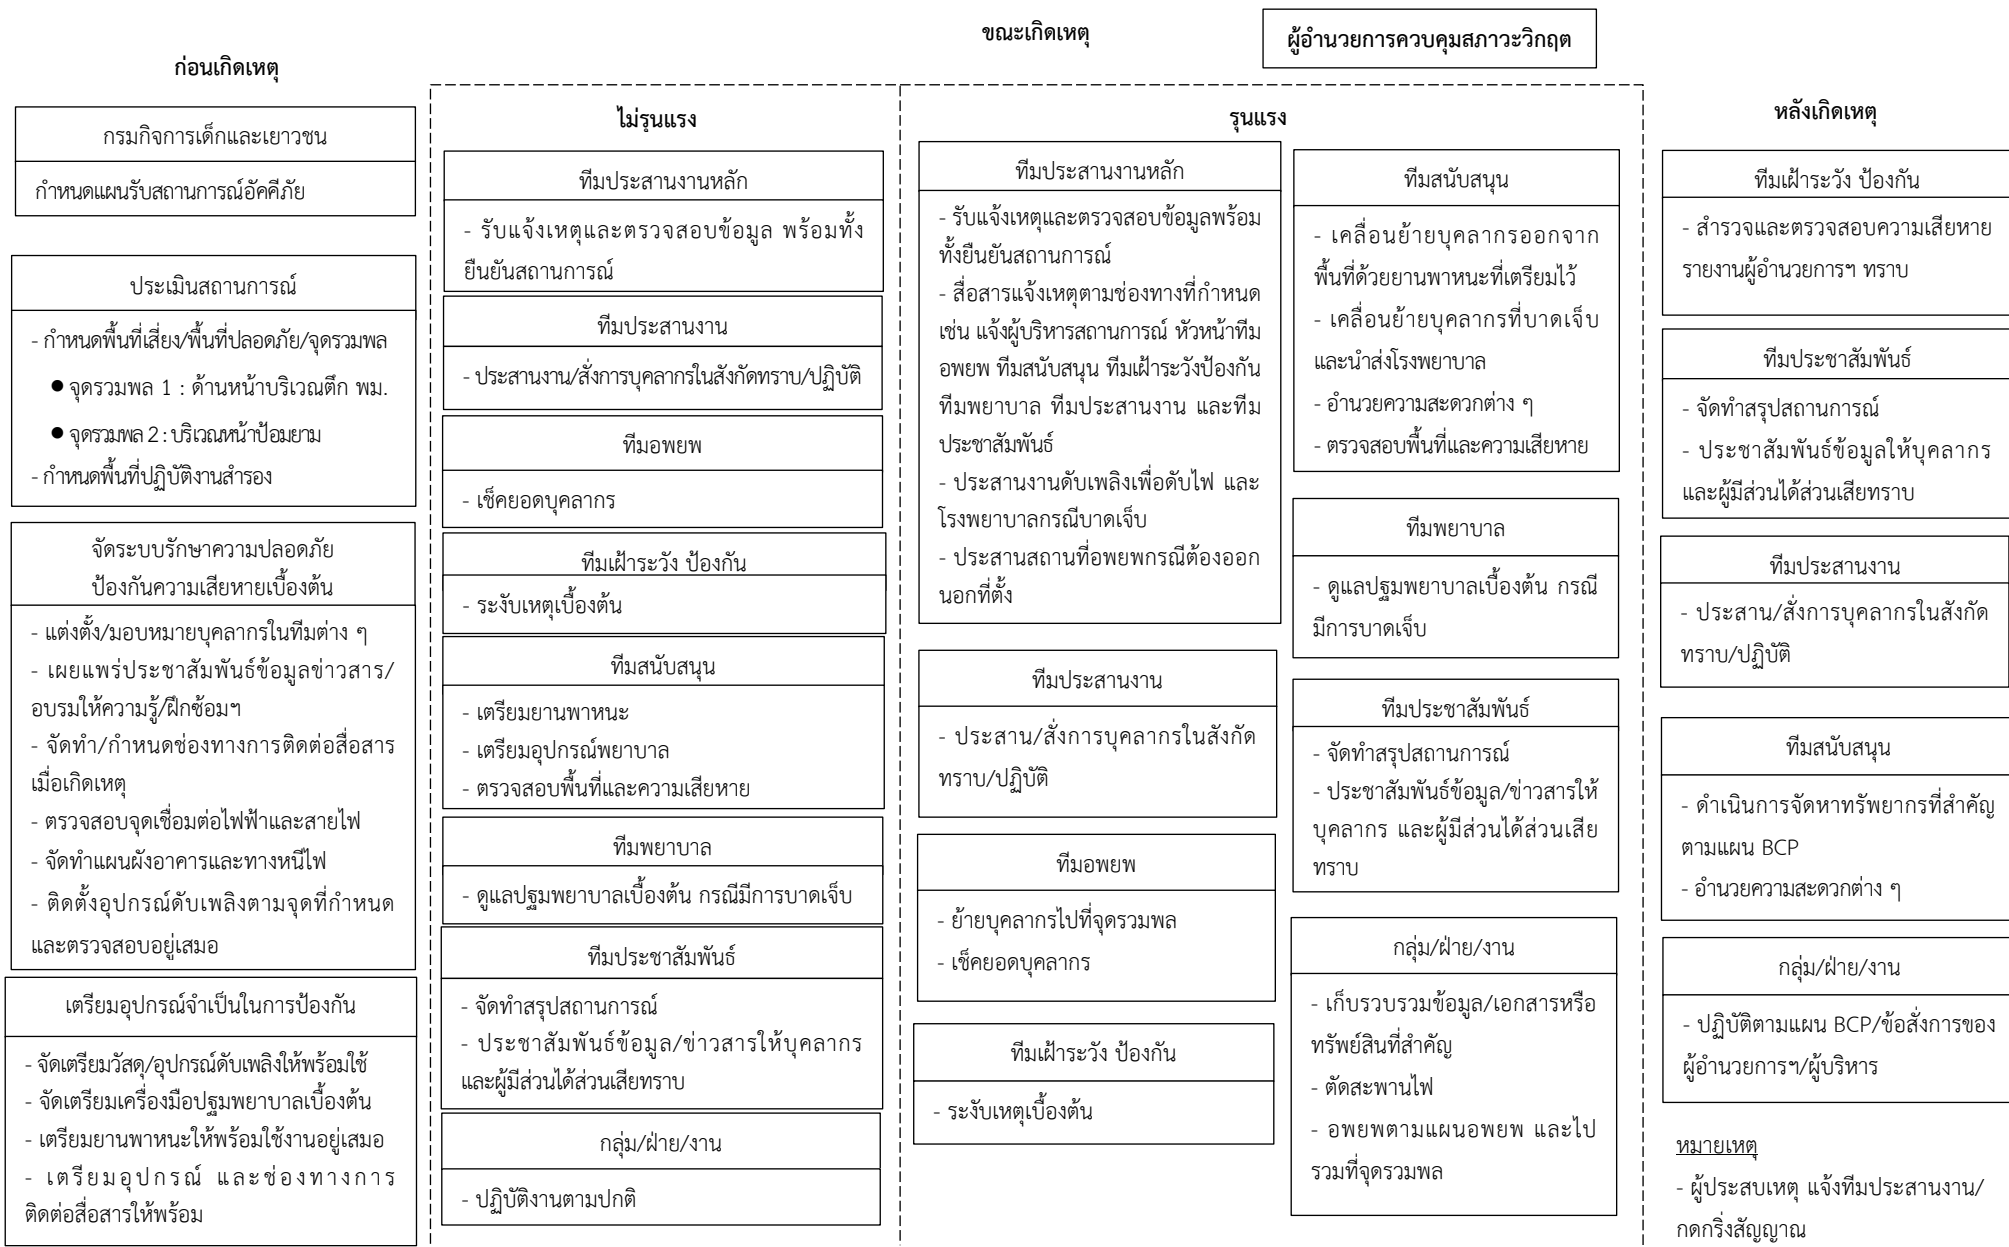 ขณะเกิดเหตุ
ผู้อำนวยการควบคุมสภาวะวิกฤต
ก่อนเกิดเหตุ
กรมกิจการเด็กและเยาวชน
กำหนดแผนรับสถานการณ์อัคคีภัย
ประเมินสถานการณ์
- กำหนดพื้นที่เสี่ยง/พื้นที่ปลอดภัย/จุดรวมพล
● จุดรวมพล 1 : ด้านหน้าบริเวณตึก พม.
● จุดรวมพล 2 : บริเวณหน้าป้อมยาม
- กำหนดพื้นที่ปฏิบัติงานสำรอง
จัดระบบรักษาความปลอดภัย
ป้องกันความเสียหายเบื้องต้น
- แต่งตั้ง/มอบหมายบุคลากรในทีมต่าง ๆ
- เผยแพร่ประชาสัมพันธ์ข้อมูลข่าวสาร/
อบรมให้ความรู้/ฝึกซ้อมฯ
- จัดทำ/กำหนดช่องทางการติดต่อสื่อสาร
เมื่อเกิดเหตุ
- ตรวจสอบจุดเชื่อมต่อไฟฟ้าและสายไฟ
- จัดทำแผนผังอาคารและทางหนีไฟ
- ติดตั้งอุปกรณ์ดับเพลิงตามจุดที่กำหนด
และตรวจสอบอยู่เสมอ
เตรียมอุปกรณ์จำเป็นในการป้องกัน
- จัดเตรียมวัสดุ/อุปกรณ์ดับเพลิงให้พร้อมใช้
- จัดเตรียมเครื่องมือปฐมพยาบาลเบื้องต้น
- เตรียมยานพาหนะให้พร้อมใช้งานอยู่เสมอ
- เตรียมอุปกรณ์ และช่องทางการ
ติดต่อสื่อสารให้พร้อม
ไม่รุนแรง
ทีมประสานงานหลัก
- รับแจ้งเหตุและตรวจสอบข้อมูล พร้อมทั้ง
ยืนยันสถานการณ์
ทีมประสานงาน
- ประสานงาน/สั่งการบุคลากรในสังกัดทราบ/ปฏิบัติ
ทีมอพยพ
- เช็คยอดบุคลากร
ทีมเฝ้าระวัง ป้องกัน
- ระงับเหตุเบื้องต้น
ทีมสนับสนุน
- เตรียมยานพาหนะ
- เตรียมอุปกรณ์พยาบาล
- ตรวจสอบพื้นที่และความเสียหาย
ทีมพยาบาล
- ดูแลปฐมพยาบาลเบื้องต้น กรณีมีการบาดเจ็บ
ทีมประชาสัมพันธ์
- จัดทำสรุปสถานการณ์
- ประชาสัมพันธ์ข้อมูล/ข่าวสารให้บุคลากร
และผู้มีส่วนได้ส่วนเสียทราบ
กลุ่ม/ฝ่าย/งาน
- ปฏิบัติงานตามปกติ
รุนแรง
ทีมประสานงานหลัก
- รับแจ้งเหตุและตรวจสอบข้อมูลพร้อม
ทั้งยืนยันสถานการณ์
- สื่อสารแจ้งเหตุตามช่องทางที่กำหนด
เช่น แจ้งผู้บริหารสถานการณ์ หัวหน้าทีม
อพยพ ทีมสนับสนุน ทีมเฝ้าระวังป้องกัน
ทีมพยาบาล ทีมประสานงาน และทีม
ประชาสัมพันธ์
- ประสานงานดับเพลิงเพื่อดับไฟ และ
โรงพยาบาลกรณีบาดเจ็บ
- ประสานสถานที่อพยพกรณีต้องออก
นอกที่ตั้ง
ทีมประสานงาน
- ประสาน/สั่งการบุคลากรในสังกัด
ทราบ/ปฏิบัติ
ทีมอพยพ
- ย้ายบุคลากรไปที่จุดรวมพล
- เช็คยอดบุคลากร
ทีมเฝ้าระวัง ป้องกัน
- ระงับเหตุเบื้องต้น
ทีมสนับสนุน
- เคลื่อนย้ายบุคลากรออกจาก
พื้นที่ด้วยยานพาหนะที่เตรียมไว้
- เคลื่อนย้ายบุคลากรที่บาดเจ็บ
และนำส่งโรงพยาบาล
- อำนวยความสะดวกต่าง ๆ
- ตรวจสอบพื้นที่และความเสียหาย
ทีมพยาบาล
- ดูแลปฐมพยาบาลเบื้องต้น กรณี
มีการบาดเจ็บ
ทีมประชาสัมพันธ์
- จัดทำสรุปสถานการณ์
- ประชาสัมพันธ์ข้อมูล/ข่าวสารให้
บุคลากร และผู้มีส่วนได้ส่วนเสีย
ทราบ
กลุ่ม/ฝ่าย/งาน
- เก็บรวบรวมข้อมูล/เอกสารหรือ
ทรัพย์สินที่สำคัญ
- ตัดสะพานไฟ
- อพยพตามแผนอพยพ และไป
รวมที่จุดรวมพล
หลังเกิดเหตุ
ทีมเฝ้าระวัง ป้องกัน
- สำรวจและตรวจสอบความเสียหาย
รายงานผู้อำนวยการฯ ทราบ
ทีมประชาสัมพันธ์
- จัดทำสรุปสถานการณ์
- ประชาสัมพันธ์ข้อมูลให้บุคลากร
และผู้มีส่วนได้ส่วนเสียทราบ
ทีมประสานงาน
- ประสาน/สั่งการบุคลากรในสังกัด
ทราบ/ปฏิบัติ
ทีมสนับสนุน
- ดำเนินการจัดหาทรัพยากรที่สำคัญ
ตามแผน BCP
- อำนวยความสะดวกต่าง ๆ
กลุ่ม/ฝ่าย/งาน
- ปฏิบัติตามแผน BCP/ข้อสั่งการของ
ผู้อำนวยการฯ/ผู้บริหาร
หมายเหตุ
- ผู้ประสบเหตุ แจ้งทีมประสานงาน/
กดกริ่งสัญญาณ